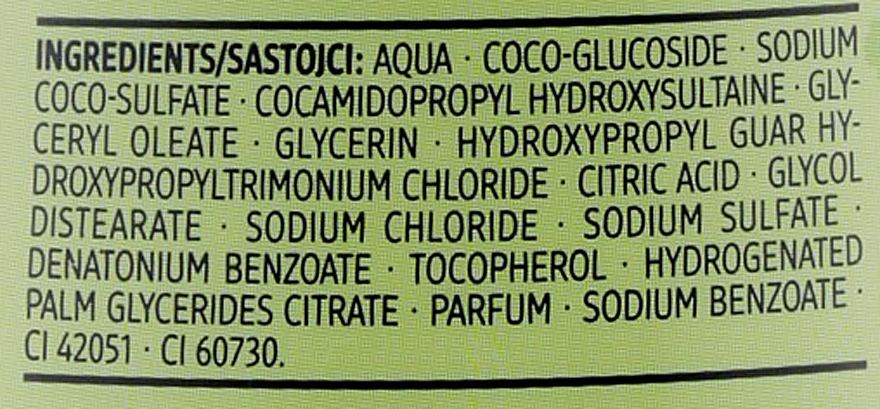 INGREDIENTS/SASTOJCI: AQUA · COCO-GLUCOSIDE · SODIUM
COCO-SULFATE · COCAMIDOPROPYL HYDROXYSULTAINE · GLY-
CERYL OLEATE · GLYCERIN · HYDROXYPROPYL GUAR HY-
DROXYPROPYLTRIMONIUM CHLORIDE · CITRIC ACID · GLYCOL
DISTEARATE · SODIUM CHLORIDE · SODIUM SULFATE ·
DENATONIUM BENZOATE · TOCOPHEROL · HYDROGENATED
PALM GLYCERIDES CITRATE · PARFUM · SODIUM BENZOATE ·
CI 42051 · CI 60730.